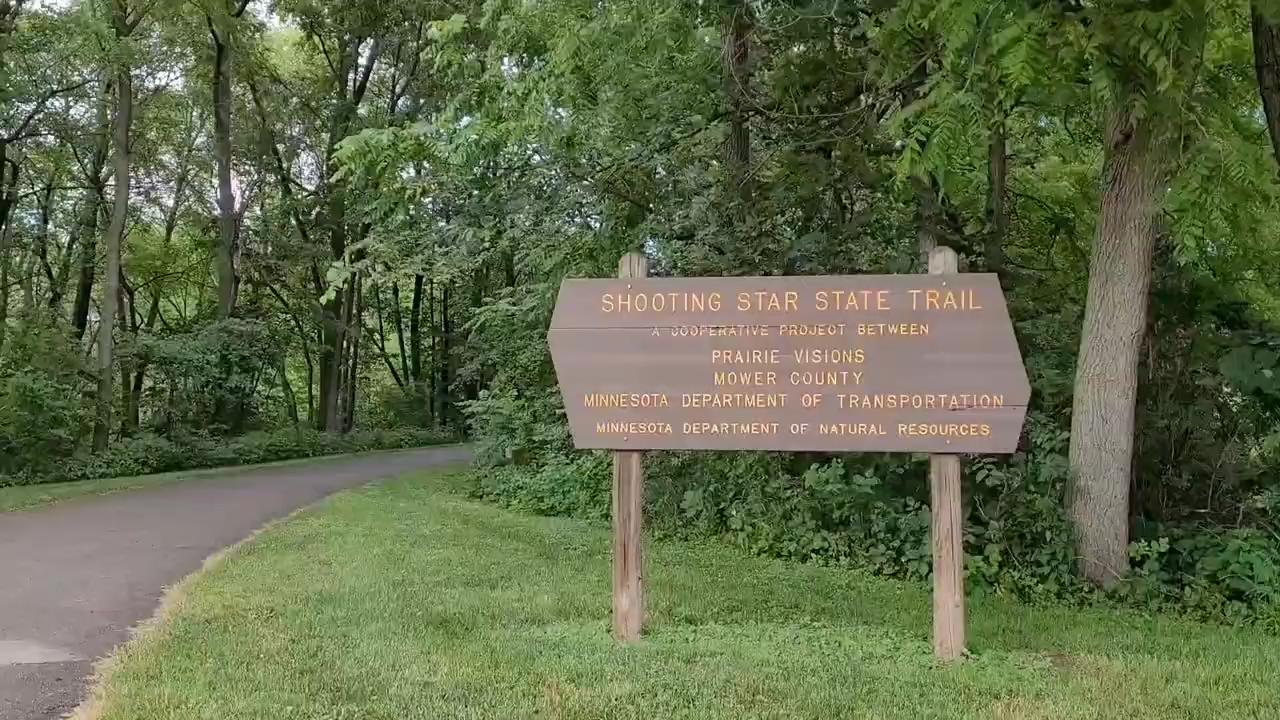 SHOOTING STAR STATE TRAIL
A COOPERATIVE PROJECT BETWEEN
PRAIRIE VISIONS
MOWER COUNTY
MINNESOTA DEPARTMENT OF TRANSPORTATION
MINNESOTA DEPARTMENT OF NATURAL RESOURCES